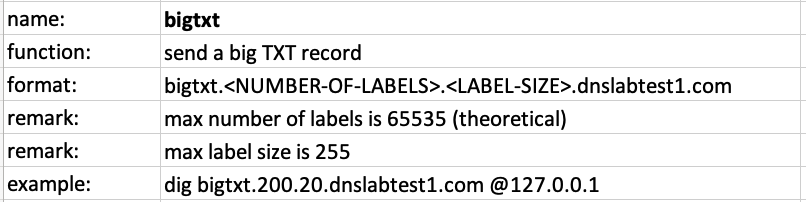 name: bigtxt
function: send a big TXT record
format: bigtxt.<NUMBER-OF-LABELS>.<LABEL-SIZE>.dnslabtest1.com
remark: max number of labels is 65535 (theoretical)
remark: max label size is 255
example: dig bigtxt.200.20.dnslabtest1.com @127.0.0.1